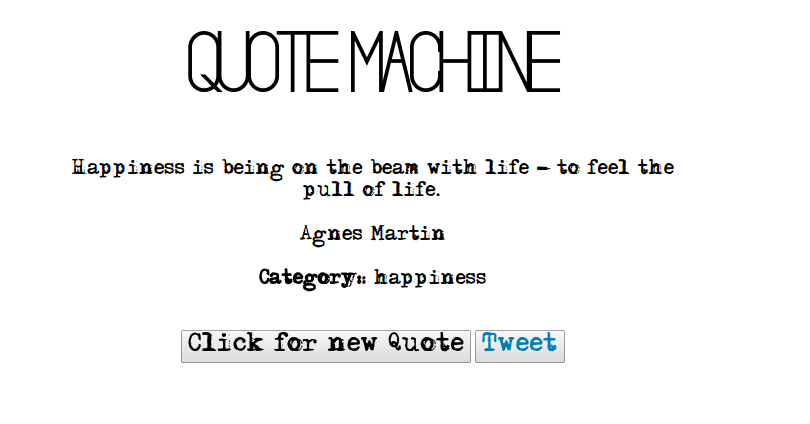 QUOTE MACHINE
Happiness is being on the beam with life – to feel the
pull of life.
Agnes Martin
Category:: happiness
Click for new Quote Tweet